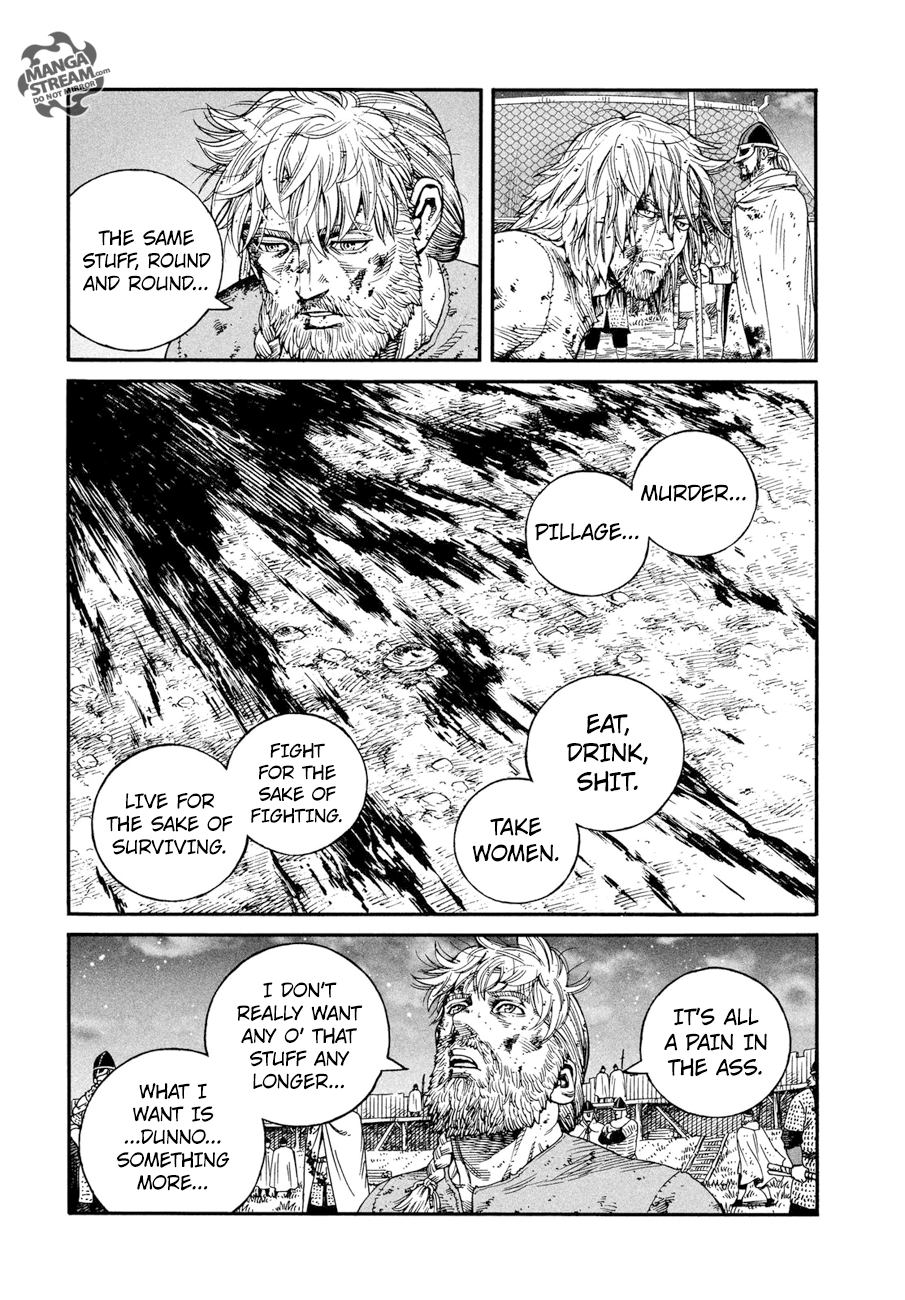 MANGA
STREAM.com
DO NOT MIRROR
THE SAME
STUFF, ROUND
AND ROUND...
MURDER...
PILLAGE...
EAT,
DRINK,
SHIT.
TAKE
WOMEN.
FIGHT
FOR THE
SAKE OF
FIGHTING.
LIVE FOR
THE SAKE OF
SURVIVING.
IT'S ALL
A PAIN IN
THE ASS.
I DON'T
REALLY WANT
ANY O' THAT
STUFF ANY
LONGER...
WHAT I
WANT IS
...DUNNO...
SOMETHING
MORE...